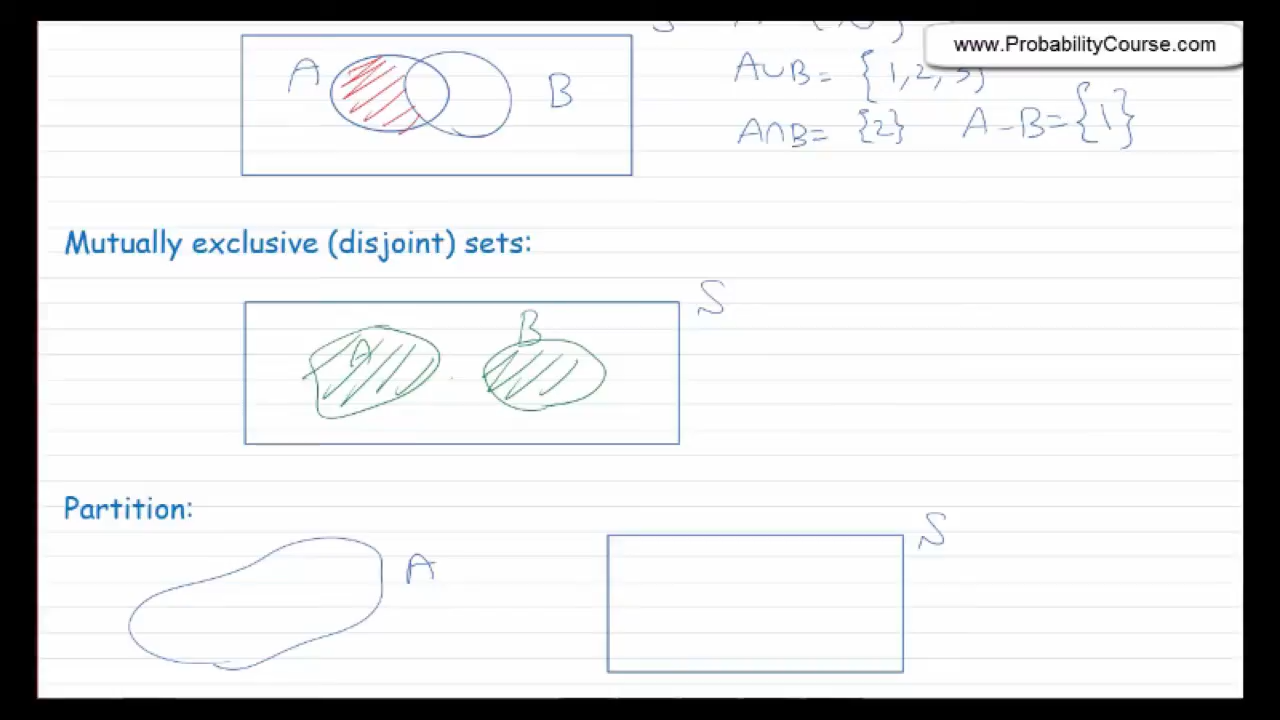 www.ProbabilityCourse.com
A B
A∪B = {1, 2, 3}
A∩B = {2} A - B = {1}
Mutually exclusive (disjoint) sets:
S
A B
Partition:
A
S